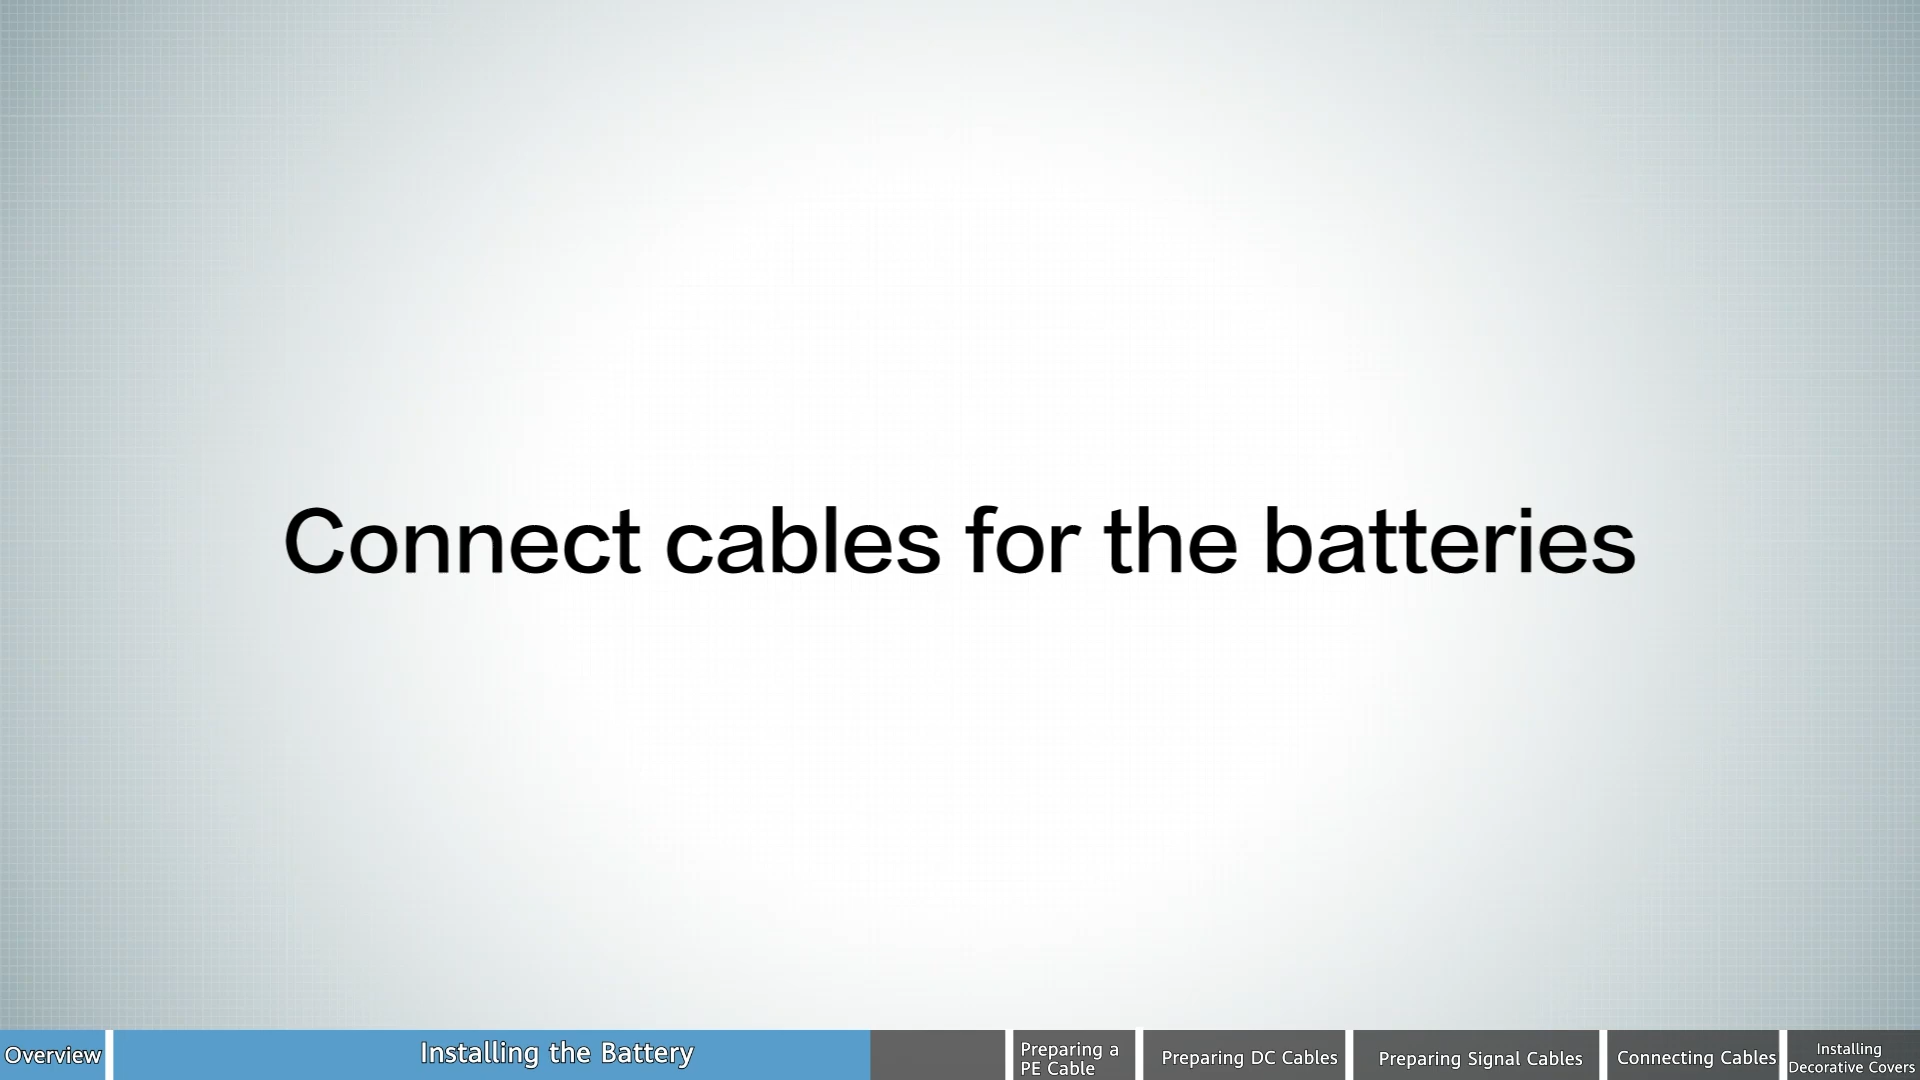 Connect cables for the batteries
Overview
Installing the Battery
Preparing a
PE Cable
Preparing DC Cables
Preparing Signal Cables
Connecting Cables
Installing
Decorative Covers